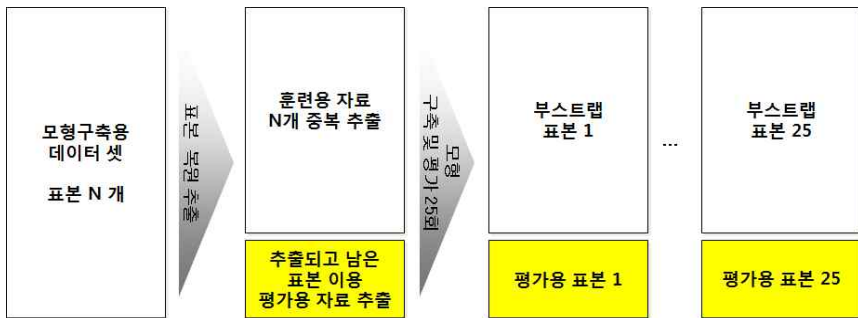 모형구축용
데이터 셋
표본 N 개
표본 복원 추출
훈련용 자료
N개 중복 추출
추출되고 남은
표본 이용
평가용 자료 추출
모형
구축 및 평가 25회
부스트랩
표본 1
평가용 표본 1
...
부스트랩
표본 25
평가용 표본 25